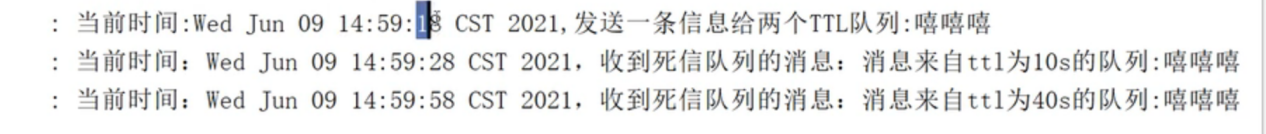 : 当前时间:Wed Jun 09 14:59:18 CST 2021,发送一条信息给两个TTL队列:嘻嘻嘻
: 当前时间：Wed Jun 09 14:59:28 CST 2021，收到死信队列的消息：消息来自ttl为10s的队列:嘻嘻嘻
: 当前时间：Wed Jun 09 14:59:58 CST 2021，收到死信队列的消息：消息来自ttl为40s的队列:嘻嘻嘻